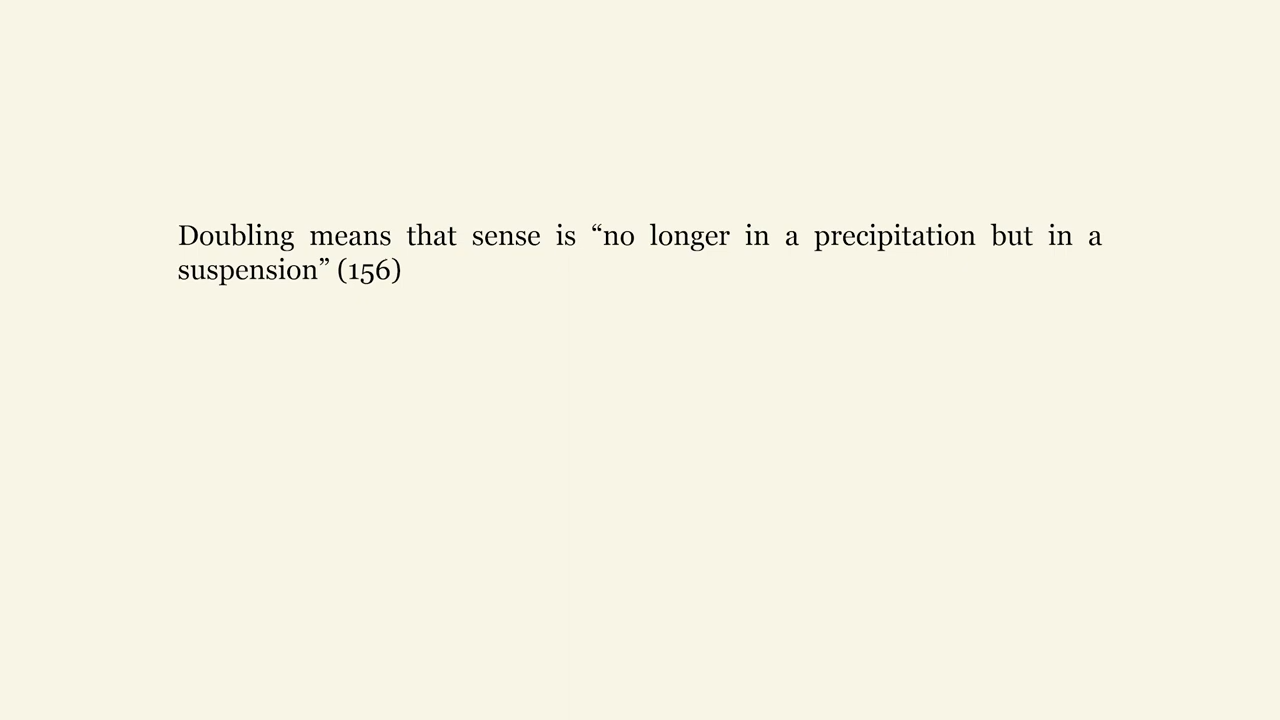 Doubling means that sense is “no longer in a precipitation but in a
suspension” (156)